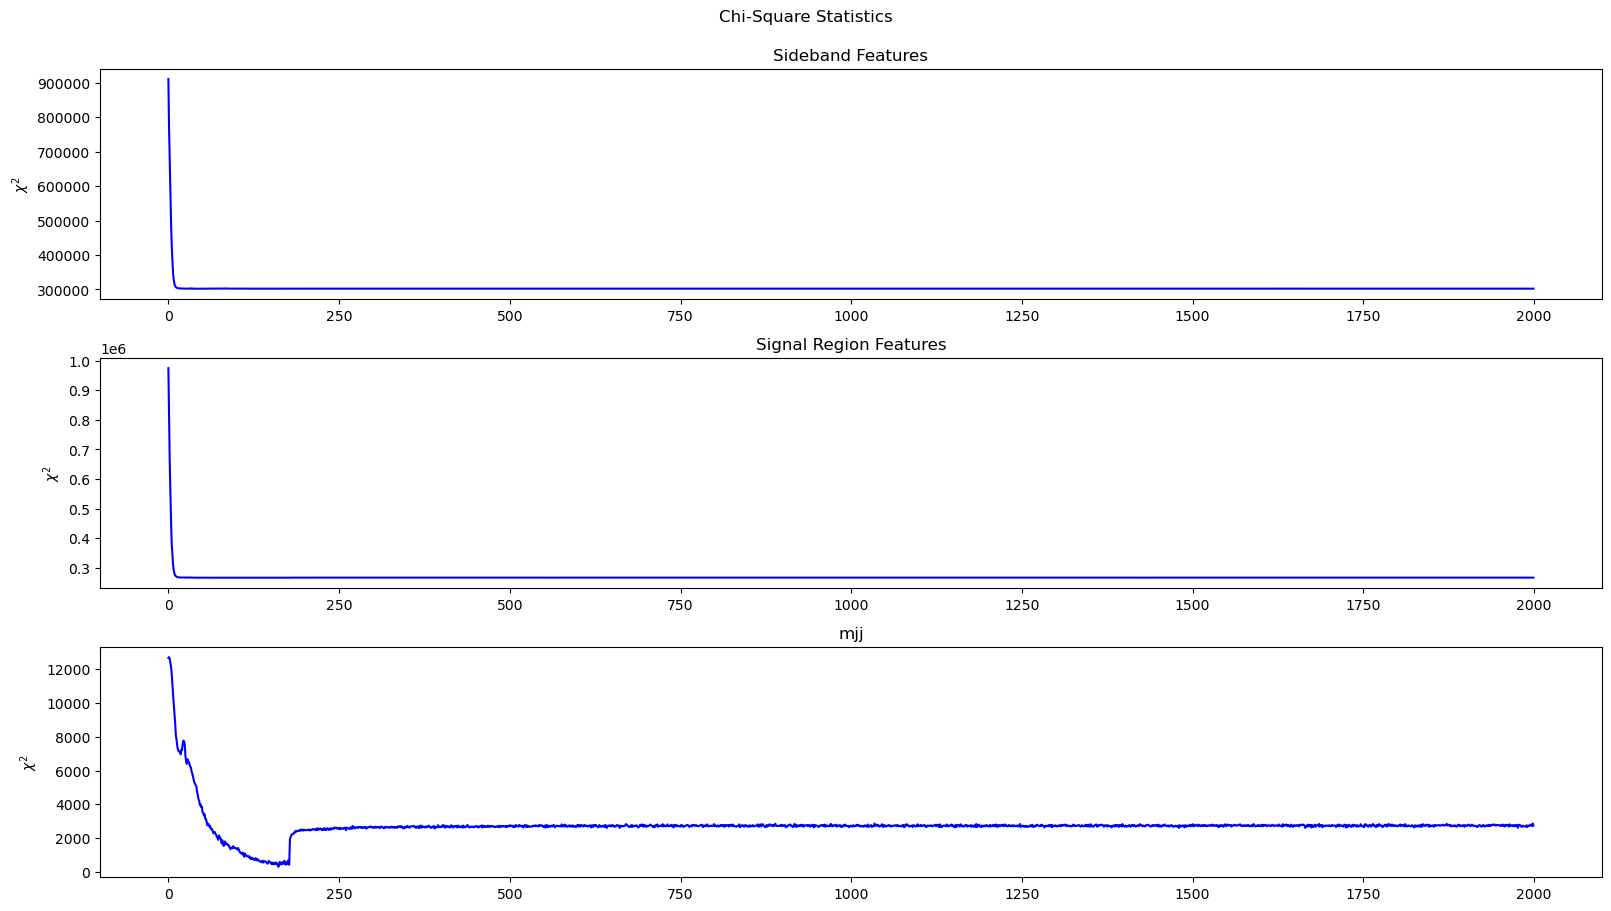 Chi-Square Statistics
Sideband Features
900000
800000
700000
600000
500000
400000
300000
χ²
0 250 500 750 1000 1250 1500 1750 2000
Signal Region Features
1e6
1.0
0.9
0.8
0.7
0.6
0.5
0.4
0.3
χ²
0 250 500 750 1000 1250 1500 1750 2000
mjj
12000
10000
8000
6000
4000
2000
0
χ²
0 250 500 750 1000 1250 1500 1750 2000